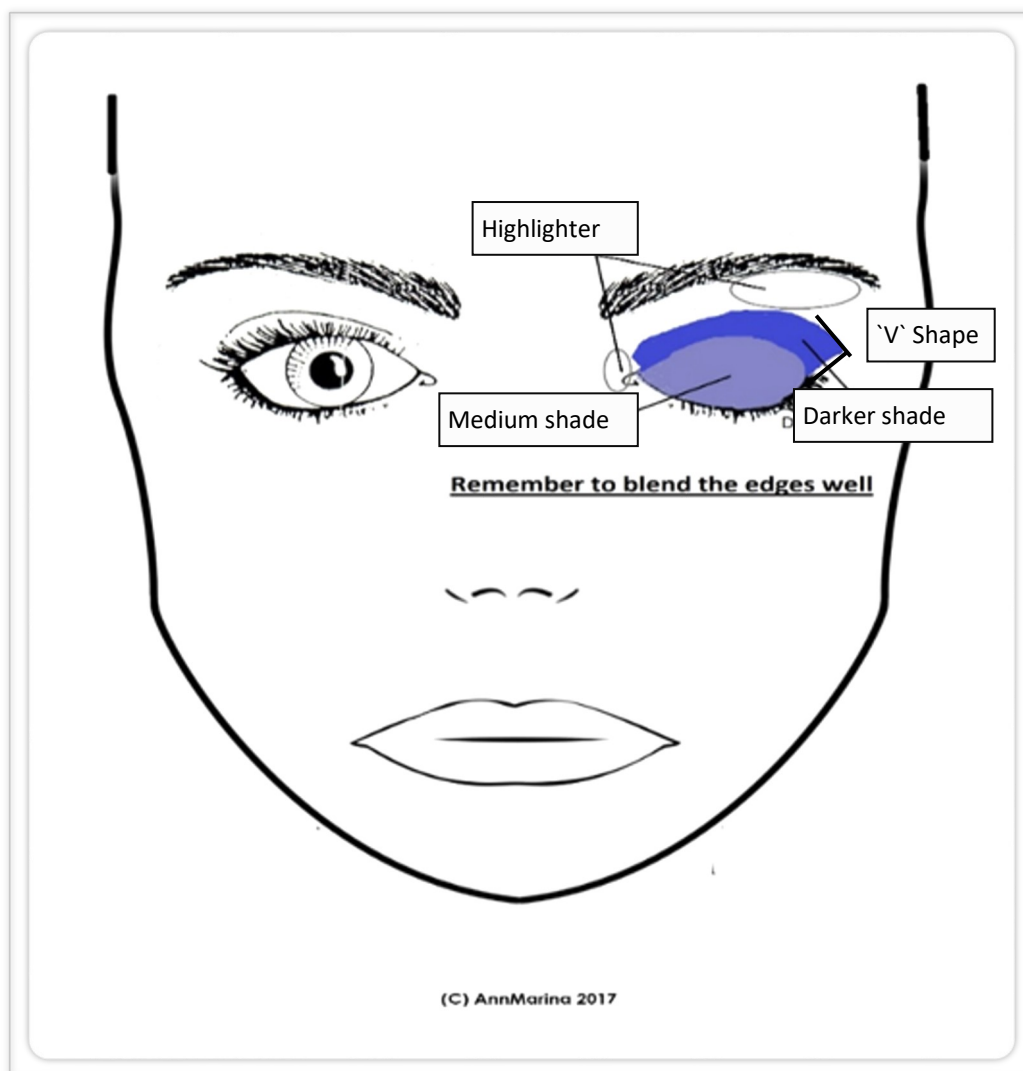 Highlighter
`V` Shape
Medium shade
Darker shade
D
Remember to blend the edges well
(C) AnnMarina 2017